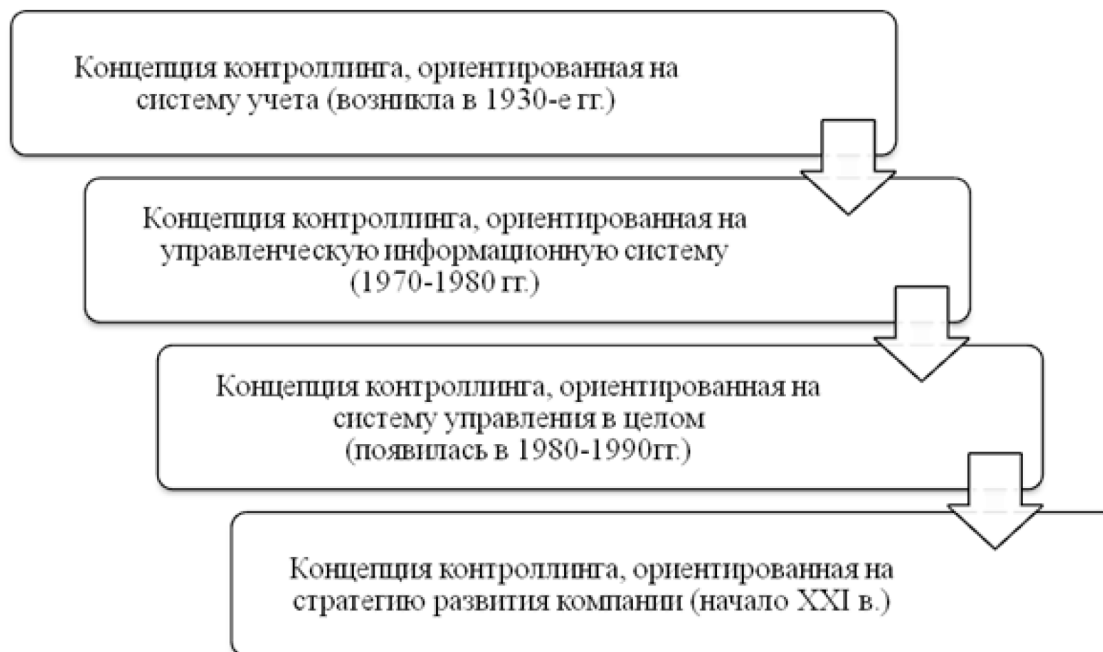 Концепция контроллинга, ориентированная на
систему учета (возникла в 1930-е гг.)
Концепция контроллинга, ориентированная на
управленческую информационную систему
(1970-1980 гг.)
Концепция контроллинга, ориентированная на
систему управления в целом
(появилась в 1980-1990гг.)
Концепция контроллинга, ориентированная на
стратегию развития компании (начало XXI в.)